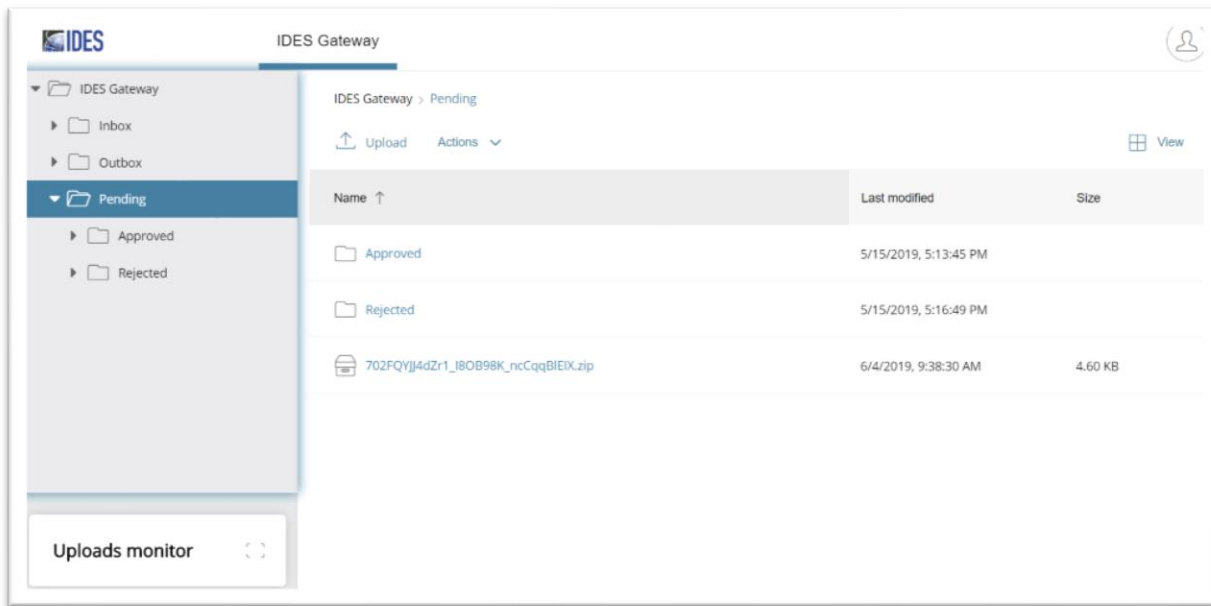 IDES
IDES Gateway
IDES Gateway
Inbox
Outbox
Pending
Approved
Rejected
Uploads monitor
IDES Gateway > Pending
Upload Actions View
Name ↑ Last modified Size
Approved 5/15/2019, 5:13:45 PM
Rejected 5/15/2019, 5:16:49 PM
702FQYJJ4dZr1_I8OB98K_ncCqqBlEIX.zip 6/4/2019, 9:38:30 AM 4.60 KB